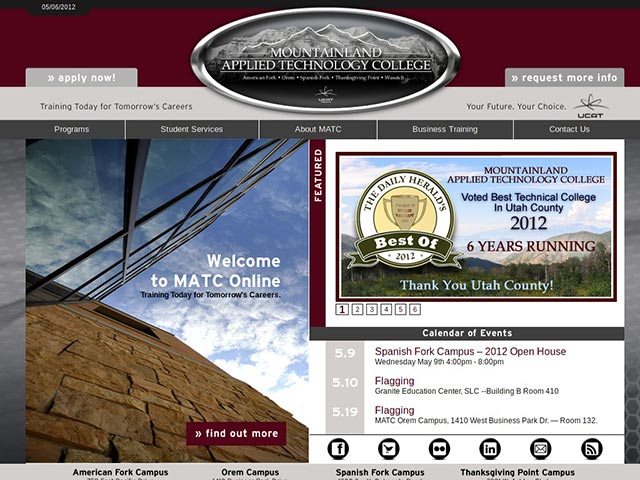 05/06/2012
MOUNTAINLAND
APPLIED TECHNOLOGY COLLEGE
American Fork • Orem • Spanish Fork • Thanksgiving Point • Wasatch
UCAT
» apply now!
» request more info
Training Today for Tomorrow's Careers
Your Future. Your Choice.
UCAT
Programs
Student Services
About MATC
Business Training
Contact Us
Welcome
to MATC Online
Training Today for Tomorrow's Careers.
» find out more
FEATURED
THE DAILY HERALD'S
Best Of
2012
MOUNTAINLAND
APPLIED TECHNOLOGY COLLEGE
Voted Best Technical College
In Utah County
2012
6 YEARS RUNNING
Thank You Utah County!
1 2 3 4 5 6
Calendar of Events
5.9
Spanish Fork Campus – 2012 Open House
Wednesday May 9th 4:00pm - 8:00pm
5.10
Flagging
Granite Education Center, SLC --Building B Room 410
5.19
Flagging
MATC Orem Campus, 1410 West Business Park Dr. — Room 132.
American Fork Campus
Orem Campus
Spanish Fork Campus
Thanksgiving Point Campus